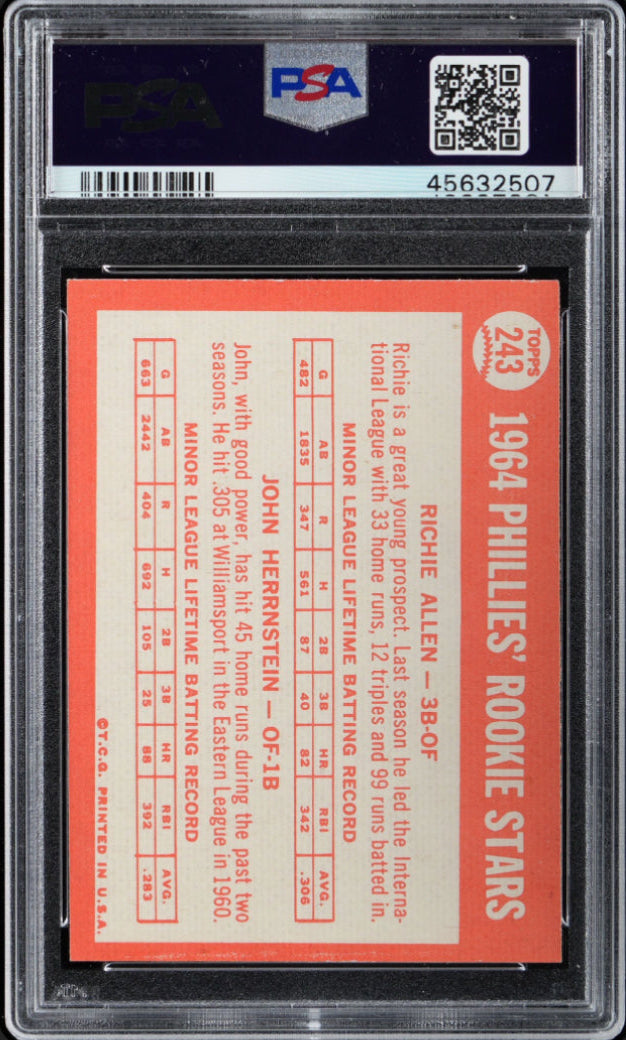 PSA
PSA
45632507
TOPPS
243
1964 PHILLIES' ROOKIE STARS
RICHIE ALLEN — 3B-OF
Richie is a great young prospect. Last season he led the Interna-
tional League with 33 home runs, 12 triples and 99 runs batted in.
MINOR LEAGUE LIFETIME BATTING RECORD
G AB R H 2B 3B HR RBI AVG.
482 1835 347 561 87 40 82 342 .306
JOHN HERRNSTEIN — OF-1B
John, with good power, has hit 45 home runs during the past two
seasons. He hit .305 at Williamsport in the Eastern League in 1960.
MINOR LEAGUE LIFETIME BATTING RECORD
G AB R H 2B 3B HR RBI AVG.
663 2442 404 692 105 25 88 392 .283
©T.C.G. PRINTED IN U.S.A.